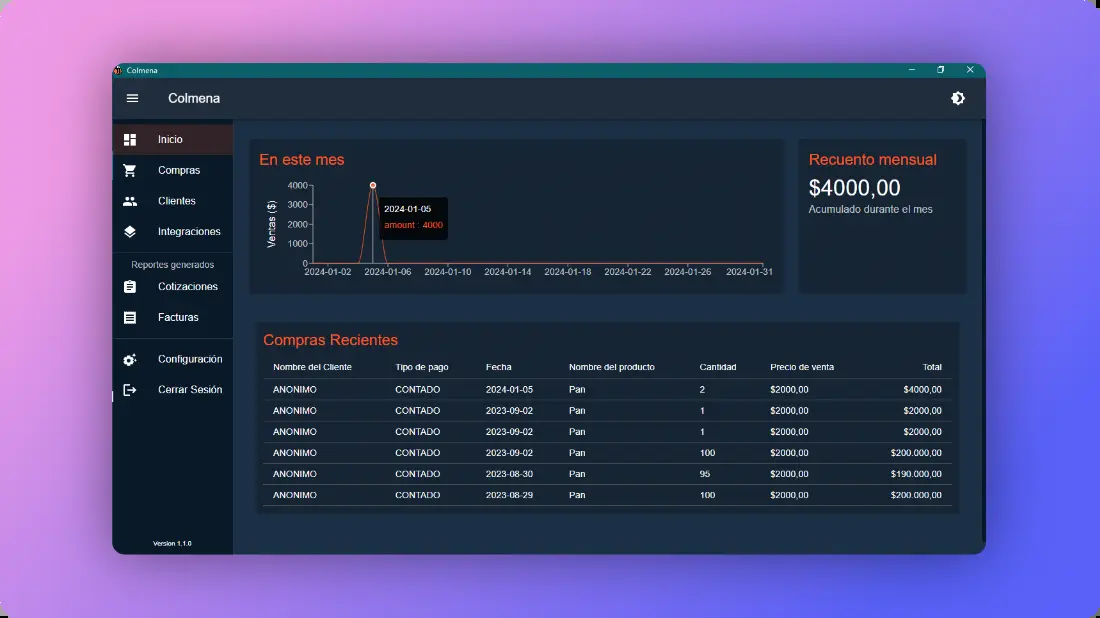 Colmena
Colmena
Inicio
Compras
Clientes
Integraciones
Reportes generados
Cotizaciones
Facturas
Configuración
Cerrar Sesión
Version 1.1.0
En este mes
Ventas ($)
4000
3000
2000
1000
0
2024-01-05
amount : 4000
2024-01-02 2024-01-06 2024-01-10 2024-01-14 2024-01-18 2024-01-22 2024-01-26 2024-01-31
Recuento mensual
$4000,00
Acumulado durante el mes
Compras Recientes
Nombre del Cliente Tipo de pago Fecha Nombre del producto Cantidad Precio de venta Total
ANONIMO CONTADO 2024-01-05 Pan 2 $2000,00 $4000,00
ANONIMO CONTADO 2023-09-02 Pan 1 $2000,00 $2000,00
ANONIMO CONTADO 2023-09-02 Pan 1 $2000,00 $2000,00
ANONIMO CONTADO 2023-09-02 Pan 100 $2000,00 $200.000,00
ANONIMO CONTADO 2023-08-30 Pan 95 $2000,00 $190.000,00
ANONIMO CONTADO 2023-08-29 Pan 100 $2000,00 $200.000,00